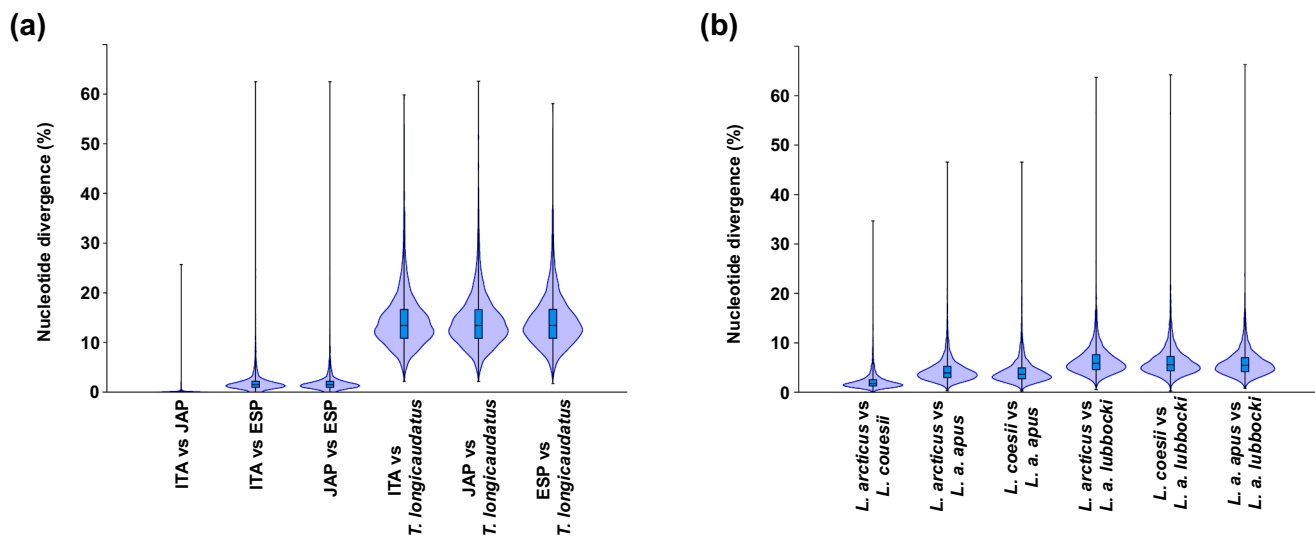 (a)
Nucleotide divergence (%)
60
50
40
30
20
10
0
ITA vs JAP
ITA vs ESP
JAP vs ESP
ITA vs
T. longicaudatus
JAP vs
T. longicaudatus
ESP vs
T. longicaudatus
(b)
Nucleotide divergence (%)
60
50
40
30
20
10
0
L. arcticus vs
L. couesii
L. arcticus vs
L. a. apus
L. coesii vs
L. a. apus
L. arcticus vs
L. a. lubbocki
L. coesii vs
L. a. lubbocki
L. a. apus vs
L. a. lubbocki